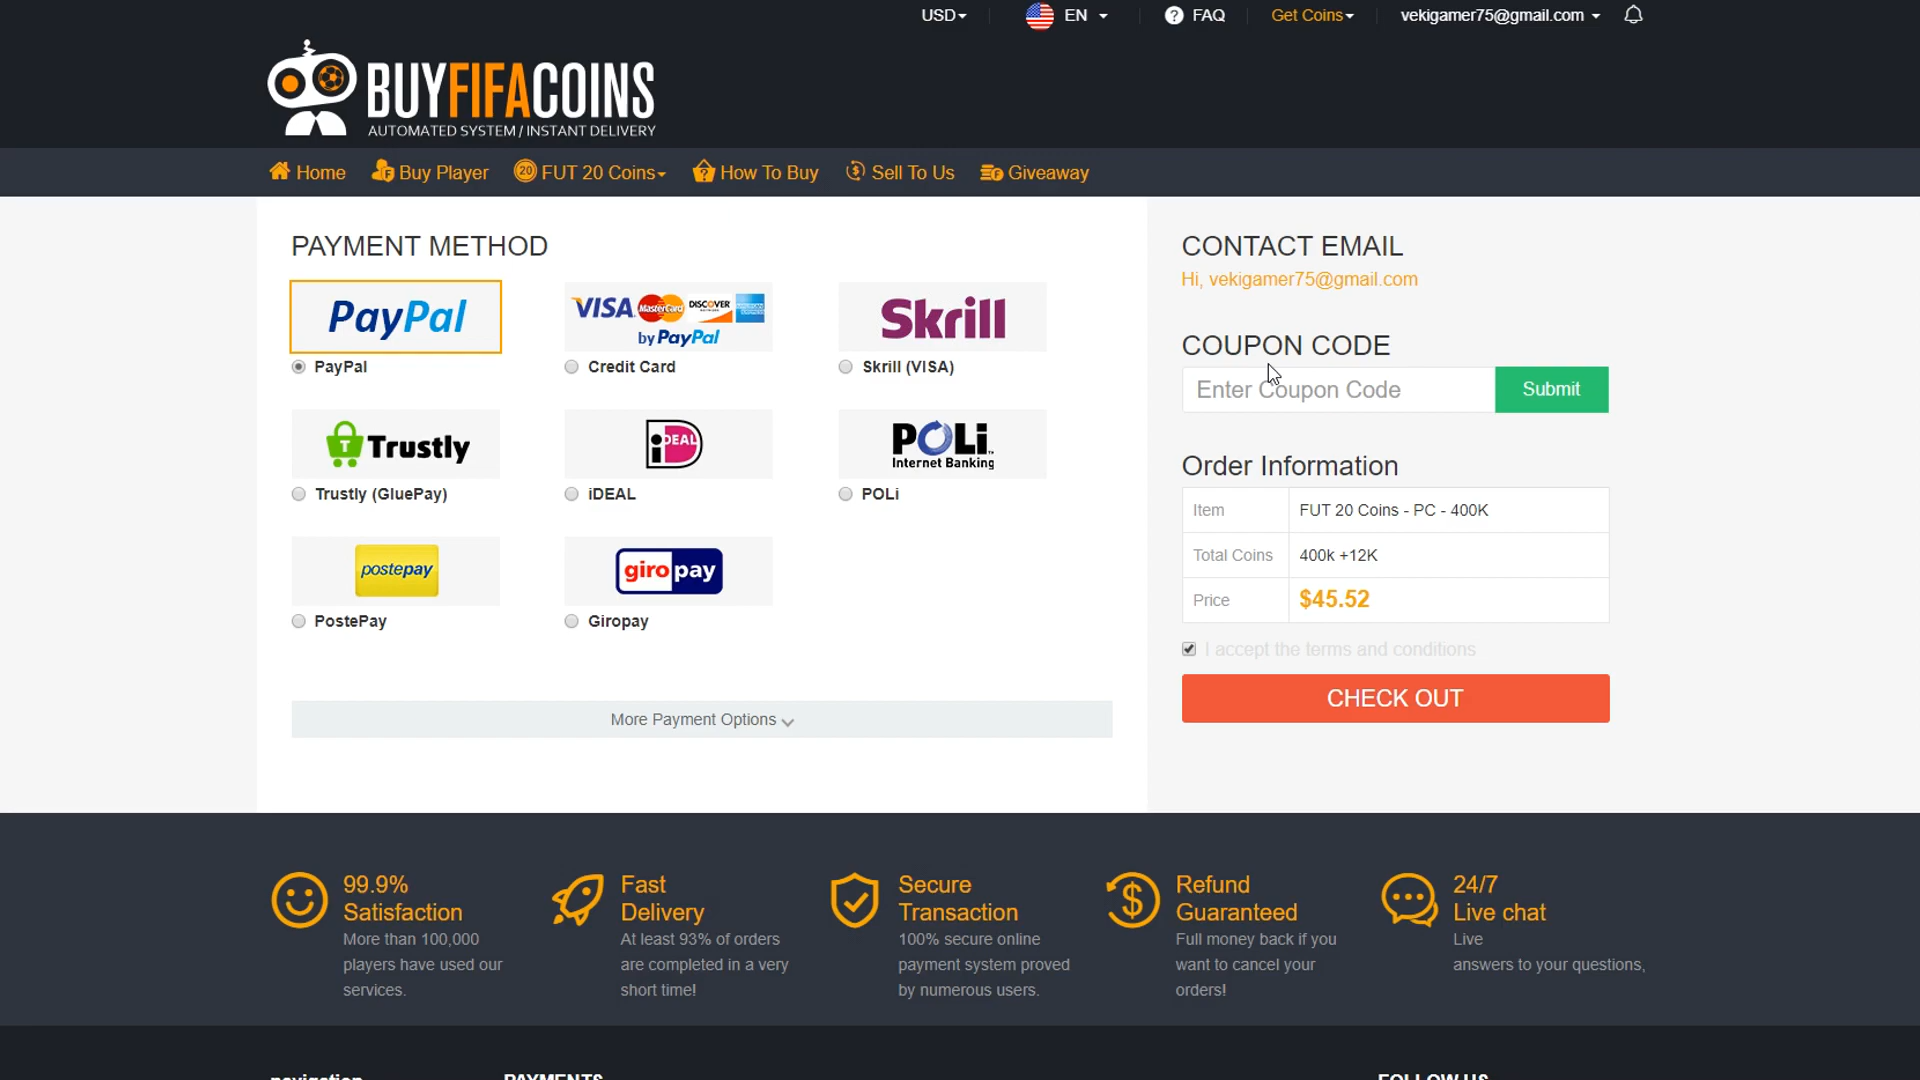 USD
EN
FAQ
Get Coins
vekigamer75@gmail.com
BUYFIFACOINS
AUTOMATED SYSTEM / INSTANT DELIVERY
Home
Buy Player
20 FUT 20 Coins
How To Buy
Sell To Us
Giveaway
PAYMENT METHOD
PayPal
VISA MasterCard DISCOVER
by PayPal
Skrill
PayPal
Credit Card
Skrill (VISA)
T Trustly
iDEAL
POLi
Internet Banking
Trustly (GluePay)
iDEAL
POLi
postepay
giropay
PostePay
Giropay
More Payment Options
CONTACT EMAIL
Hi, vekigamer75@gmail.com
COUPON CODE
Enter Coupon Code
Submit
Order Information
Item
FUT 20 Coins - PC - 400K
Total Coins
400k +12K
Price
$45.52
I accept the terms and conditions
CHECK OUT
99.9%
Satisfaction
More than 100,000
players have used our
services.
Fast
Delivery
At least 93% of orders
are completed in a very
short time!
Secure
Transaction
100% secure online
payment system proved
by numerous users.
Refund
Guaranteed
Full money back if you
want to cancel your
orders!
24/7
Live chat
Live
answers to your questions,
navigation
PAYMENTS
FOLLOW US